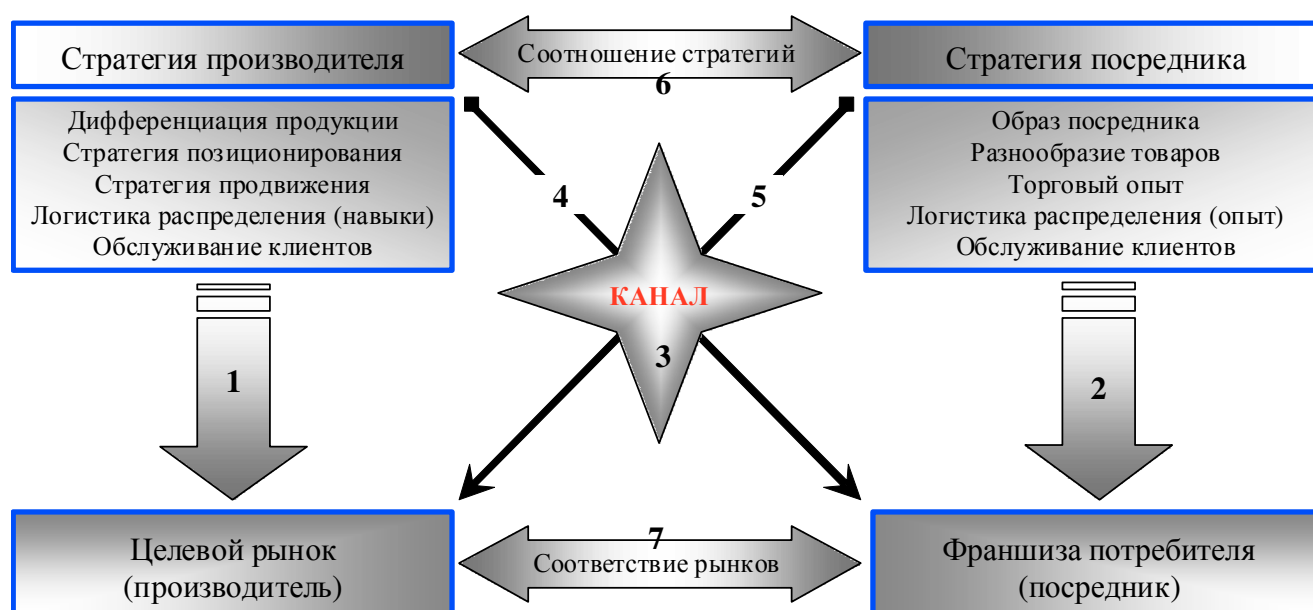 Стратегия производителя
Соотношение стратегий
6
Стратегия посредника
Дифференциация продукции
Стратегия позиционирования
Стратегия продвижения
Логистика распределения (навыки)
Обслуживание клиентов
Образ посредника
Разнообразие товаров
Торговый опыт
Логистика распределения (опыт)
Обслуживание клиентов
4
5
КАНАЛ
3
1
2
Целевой рынок
(производитель)
7
Соответствие рынков
Франшиза потребителя
(посредник)